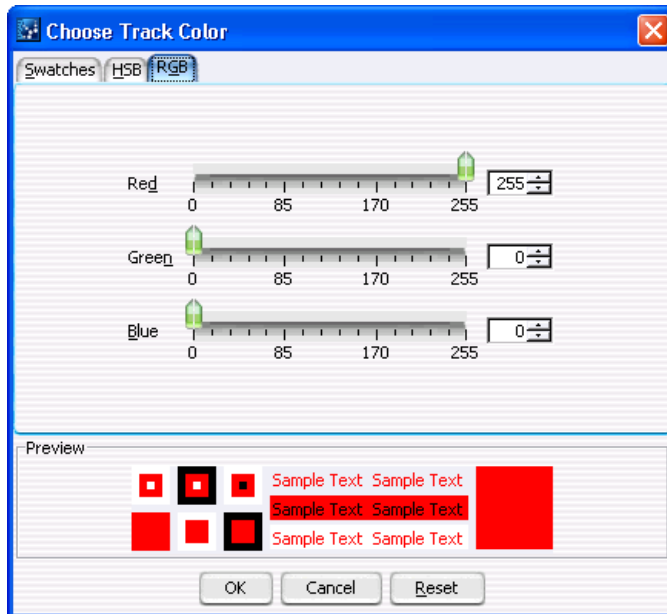 Choose Track Color
Swatches HSB RGB
Red 255
0 85 170 255
Green 0
0 85 170 255
Blue 0
0 85 170 255
Preview
Sample Text Sample Text
Sample Text Sample Text
Sample Text Sample Text
OK Cancel Reset